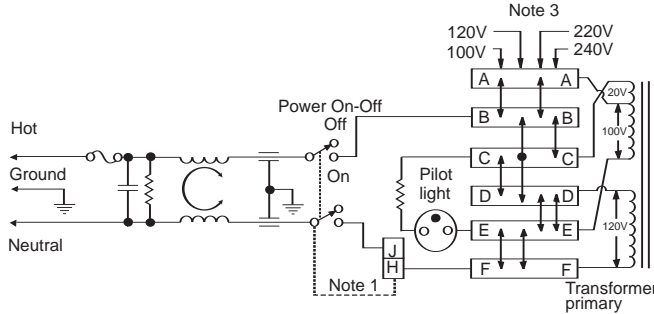 Note 3
120V
220V
100V
240V
A A
20V
Power On-Off
Off
B B
100V
Hot
C C
Pilot
light
Ground
On
D D
120V
E E
Neutral
J
H
Note 1
F F
Transformer
primary